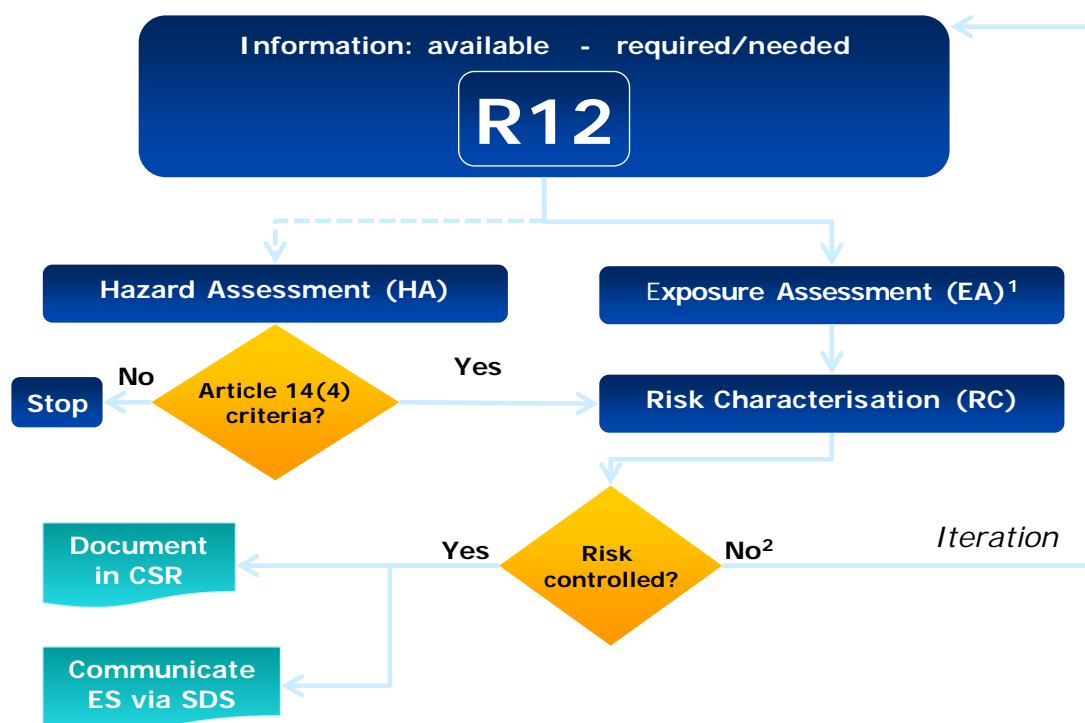 Information: available - required/needed
R12
Hazard Assessment (HA)
Exposure Assessment (EA)¹
No
Article 14(4)
criteria?
Yes
Stop
Risk Characterisation (RC)
Document
in CSR
Yes
Risk
controlled?
No²
Iteration
Communicate
ES via SDS